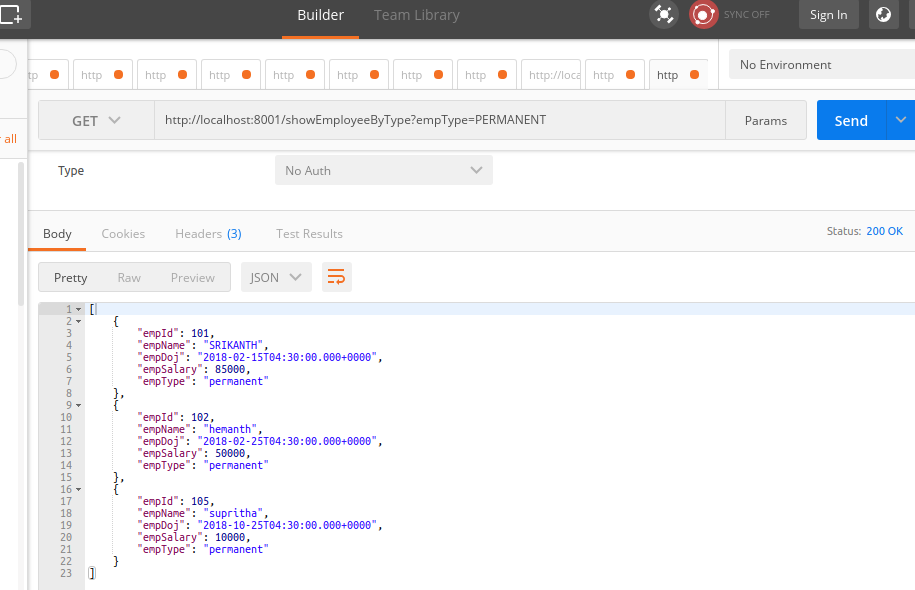 Builder Team Library SYNC OFF Sign In
http http http http http http http http://loca http http No Environment
GET http://localhost:8001/showEmployeeByType?empType=PERMANENT Params Send
all
Type No Auth
Body Cookies Headers (3) Test Results Status: 200 OK
Pretty Raw Preview JSON
1 [
2 {
3 "empId": 101,
4 "empName": "SRIKANTH",
5 "empDoj": "2018-02-15T04:30:00.000+0000",
6 "empSalary": 85000,
7 "empType": "permanent"
8 },
9 {
10 "empId": 102,
11 "empName": "hemanth",
12 "empDoj": "2018-02-25T04:30:00.000+0000",
13 "empSalary": 50000,
14 "empType": "permanent"
15 },
16 {
17 "empId": 105,
18 "empName": "supritha",
19 "empDoj": "2018-10-25T04:30:00.000+0000",
20 "empSalary": 10000,
21 "empType": "permanent"
22 }
23 ]